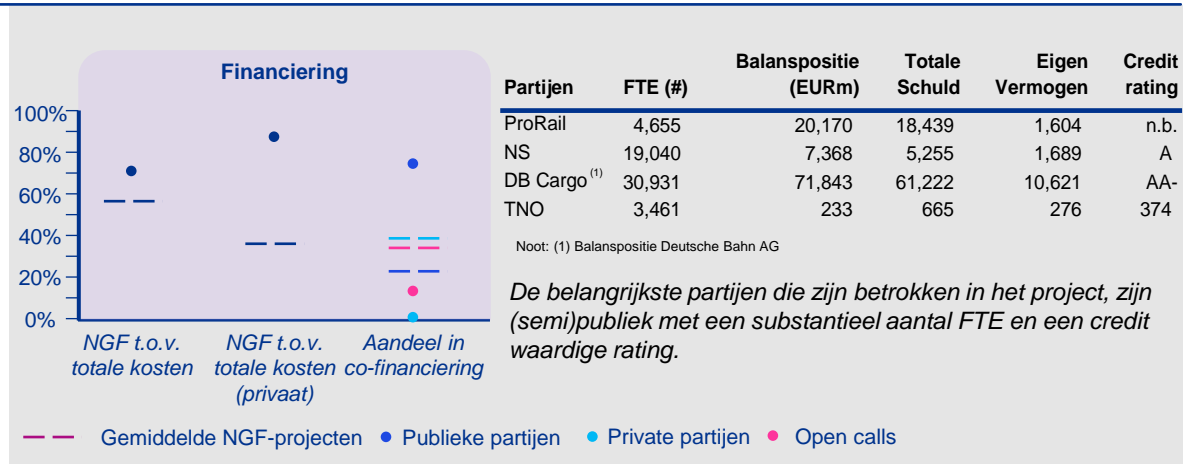 Financiering
100%
80%
60%
40%
20%
0%
NGF t.o.v. totale kosten
NGF t.o.v. totale kosten (privaat)
Aandeel in co-financiering
Gemiddelde NGF-projecten
Publieke partijen
Private partijen
Open calls
Partijen FTE (#) Balanspositie (EURm) Totale Schuld Eigen Vermogen Credit rating
ProRail 4,655 20,170 18,439 1,604 n.b.
NS 19,040 7,368 5,255 1,689 A
DB Cargo (1) 30,931 71,843 61,222 10,621 AA-
TNO 3,461 233 665 276 374
Noot: (1) Balanspositie Deutsche Bahn AG
De belangrijkste partijen die zijn betrokken in het project, zijn
(semi)publiek met een substantieel aantal FTE en een credit
waardige rating.